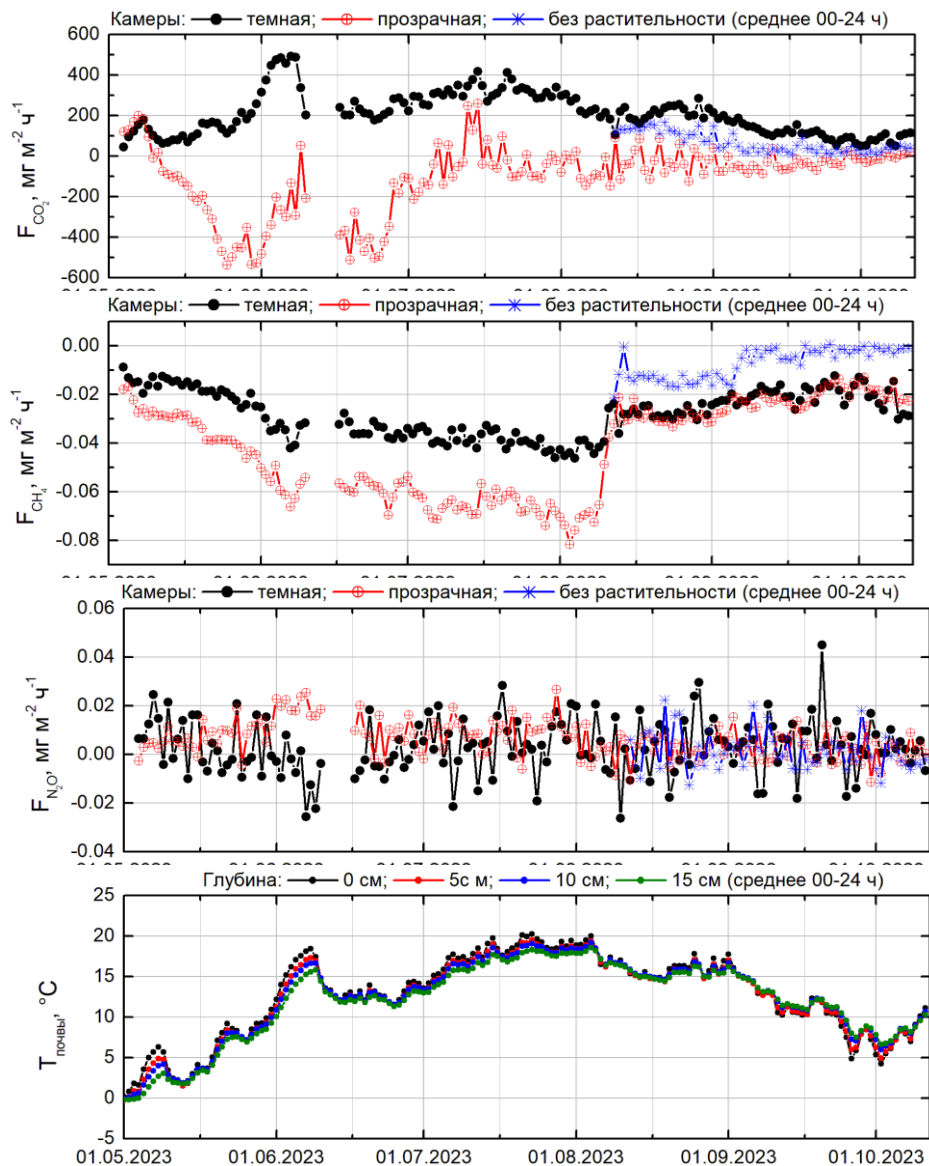 Камеры: темная; прозрачная; без растительности (среднее 00-24 ч)
600
400
200
0
-200
-400
-600
F CO2, мг м-2 ч-1
Камеры: темная; прозрачная; без растительности (среднее 00-24 ч)
0.00
-0.02
-0.04
-0.06
-0.08
F CH4, мг м-2 ч-1
Камеры: темная; прозрачная; без растительности (среднее 00-24 ч)
0.06
0.04
0.02
0.00
-0.02
-0.04
F N2O, мг м-2 ч-1
Глубина: 0 см; 5с м; 10 см; 15 см (среднее 00-24 ч)
25
20
15
10
5
0
-5
Tпочвы, °C
01.05.2023 01.06.2023 01.07.2023 01.08.2023 01.09.2023 01.10.2023